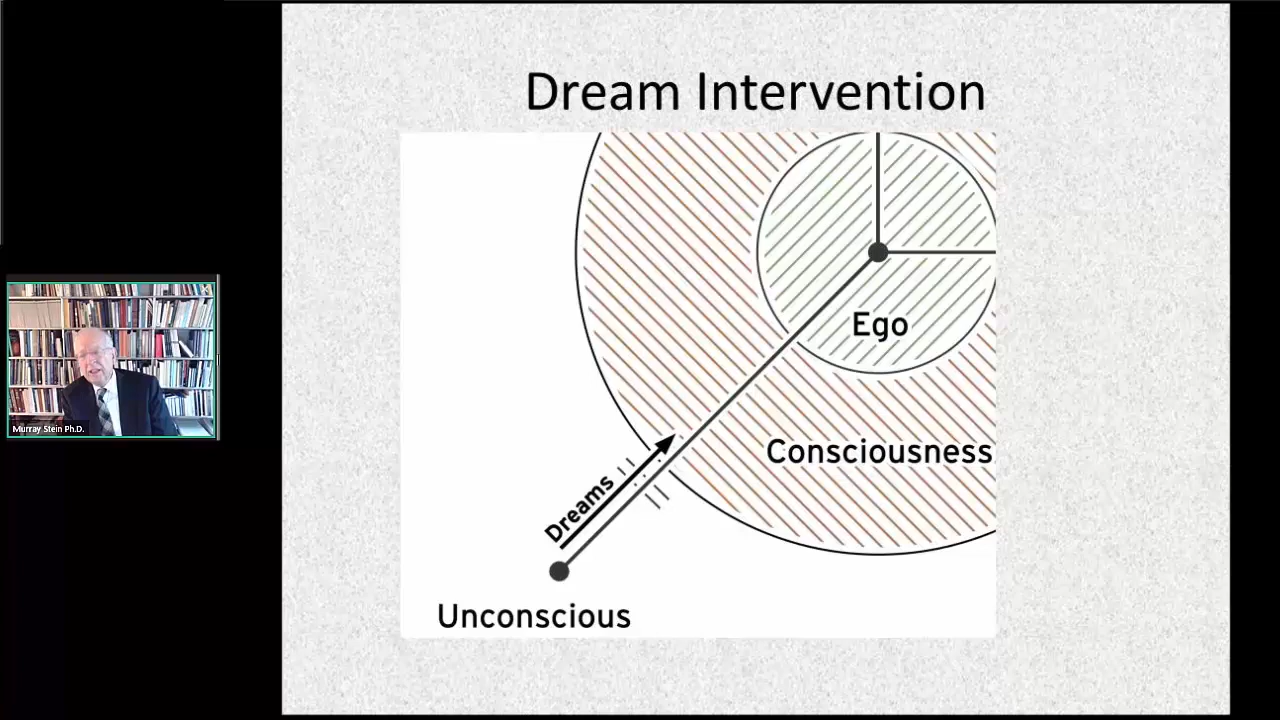 Dream Intervention
Ego
Consciousness
Dreams
Unconscious
Murray Stein Ph.D.